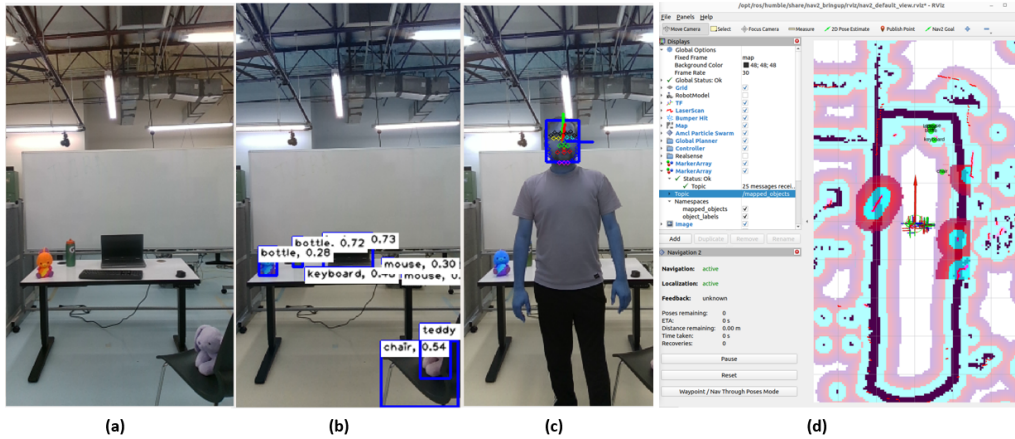 /opt/ros/humble/share/nav2_bringup/rviz/nav2_default_view.rviz* - RViz
File Panels Help
Move Camera
Select
Focus Camera
Measure
2D Pose Estimate
Publish Point
Nav2 Goal
Displays
Global Options
Fixed Frame map
Background Color 48; 48; 48
Frame Rate 30
Global Status: Ok
Grid
RobotModel
TF
LaserScan
Bumper Hit
Map
Amcl Particle Swarm
Global Planner
Controller
Realsense
MarkerArray
MarkerArray
Status: Ok
Topic 25 messages recei...
Topic /mapped_objects
Namespaces
mapped_objects
object_labels
Image
Add Duplicate Remove Rename
Navigation 2
Navigation: active
Localization: active
Feedback: unknown
Poses remaining: 0
ETA: 0 s
Distance remaining: 0.00 m
Time taken: 0 s
Recoveries: 0
Pause
Reset
Waypoint / Nav Through Poses Mode
keyboard
bottle, 0.72
0.73
bottle, 0.28
mouse, 0.30
keyboard,
mouse, 0.
teddy
chair, 0.54
(a) (b) (c) (d)